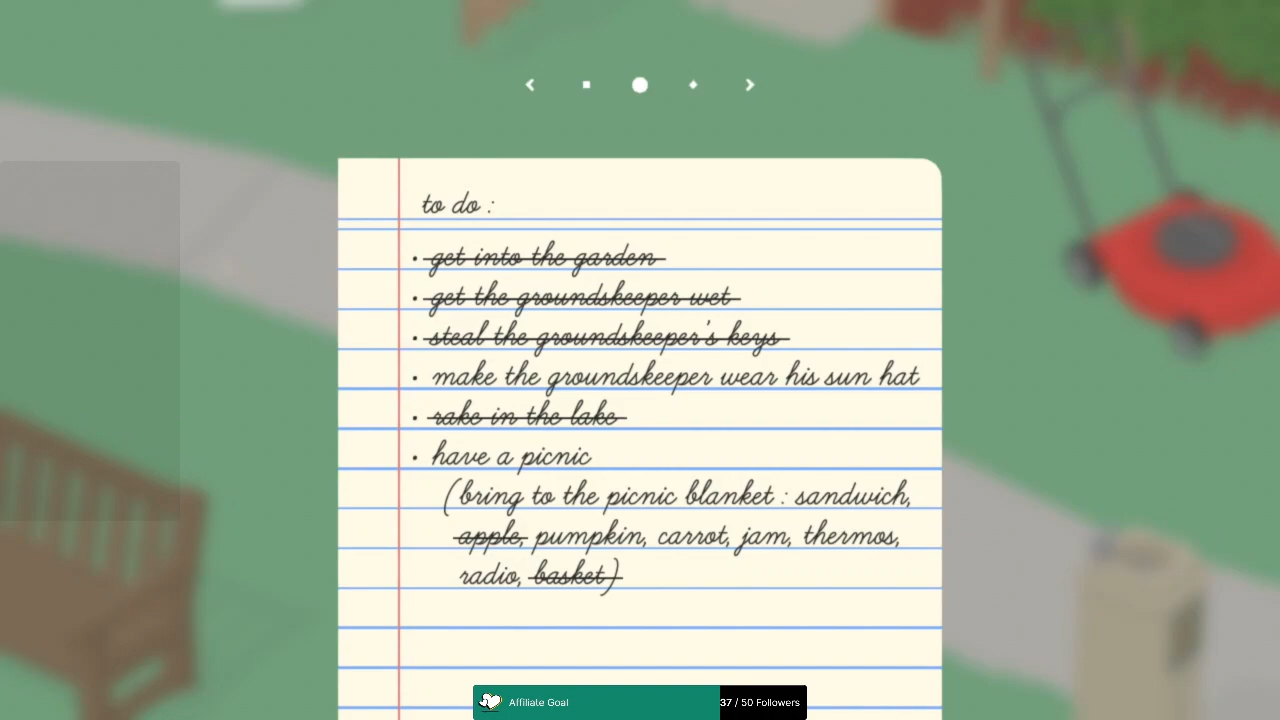 to do :
• get into the garden
• get the groundskeeper wet
• steal the groundskeeper's keys
• make the groundskeeper wear his sun hat
• rake in the lake
• have a picnic
(bring to the picnic blanket : sandwich,
apple, pumpkin, carrot, jam, thermos,
radio, basket)
Affiliate Goal 37 / 50 Followers